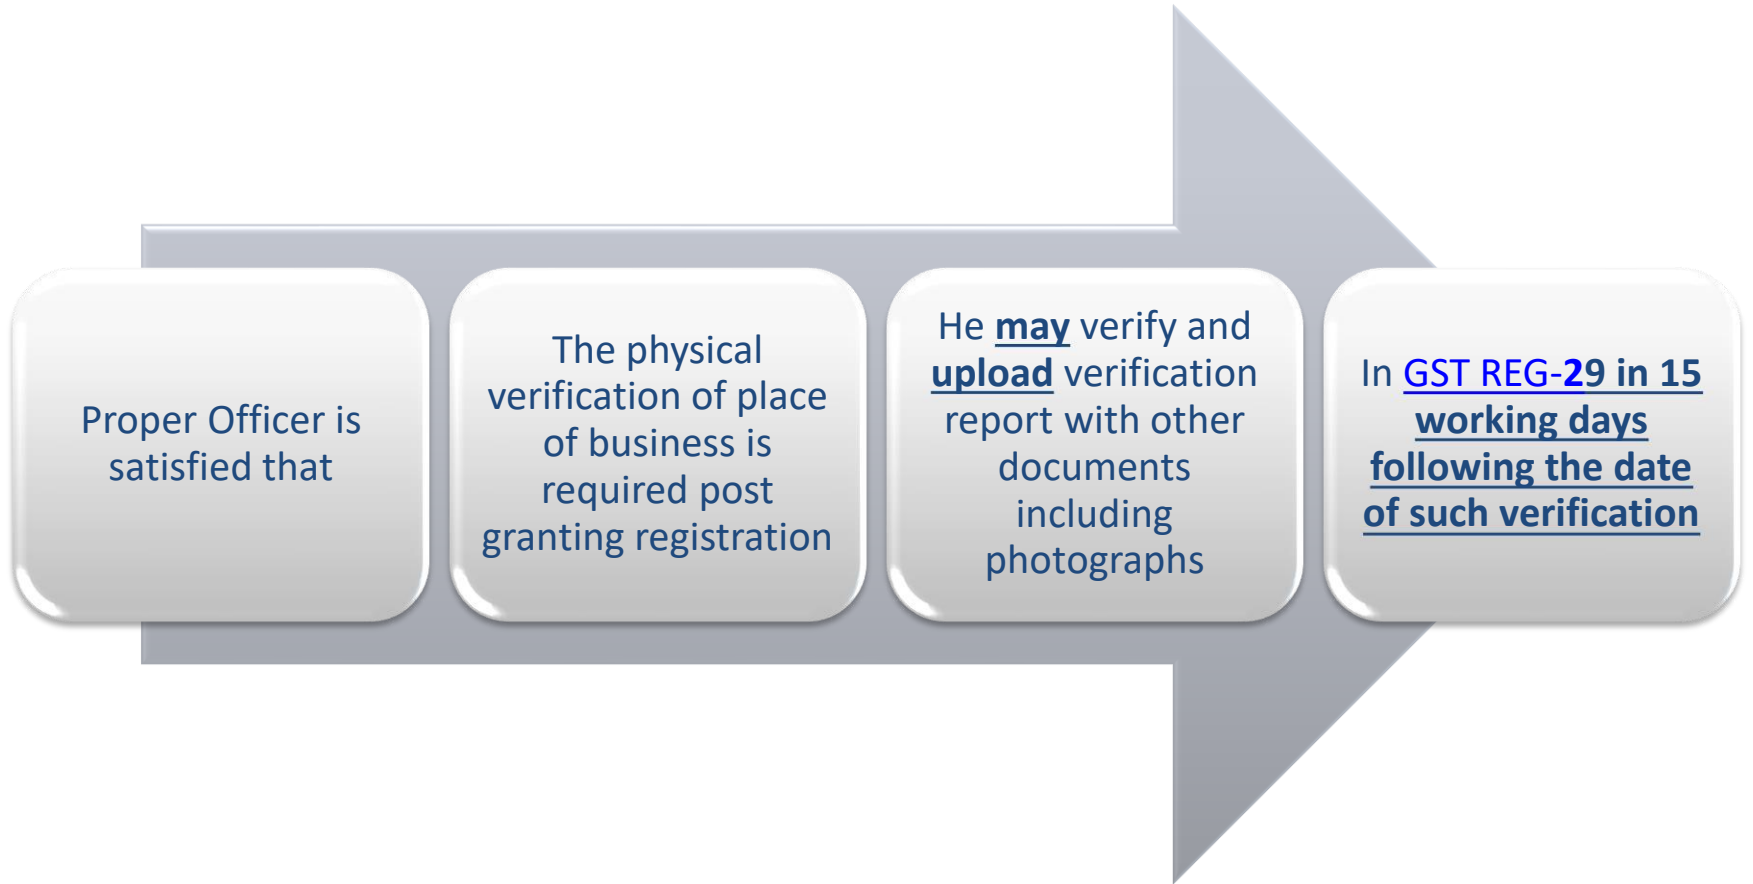 Proper Officer is
satisfied that
The physical
verification of place
of business is
required post
granting registration
He may verify and
upload verification
report with other
documents
including
photographs
In GST REG-29 in 15
working days
following the date
of such verification